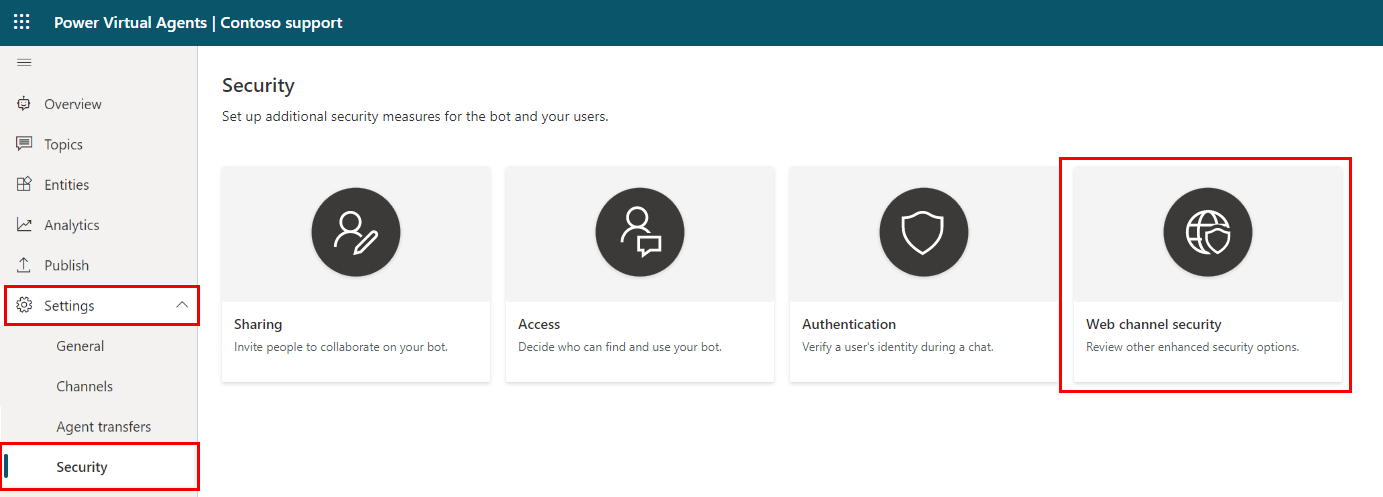 Power Virtual Agents | Contoso support
Overview
Topics
Entities
Analytics
Publish
Settings
General
Channels
Agent transfers
Security
Security
Set up additional security measures for the bot and your users.
Sharing
Invite people to collaborate on your bot.
Access
Decide who can find and use your bot.
Authentication
Verify a user's identity during a chat.
Web channel security
Review other enhanced security options.